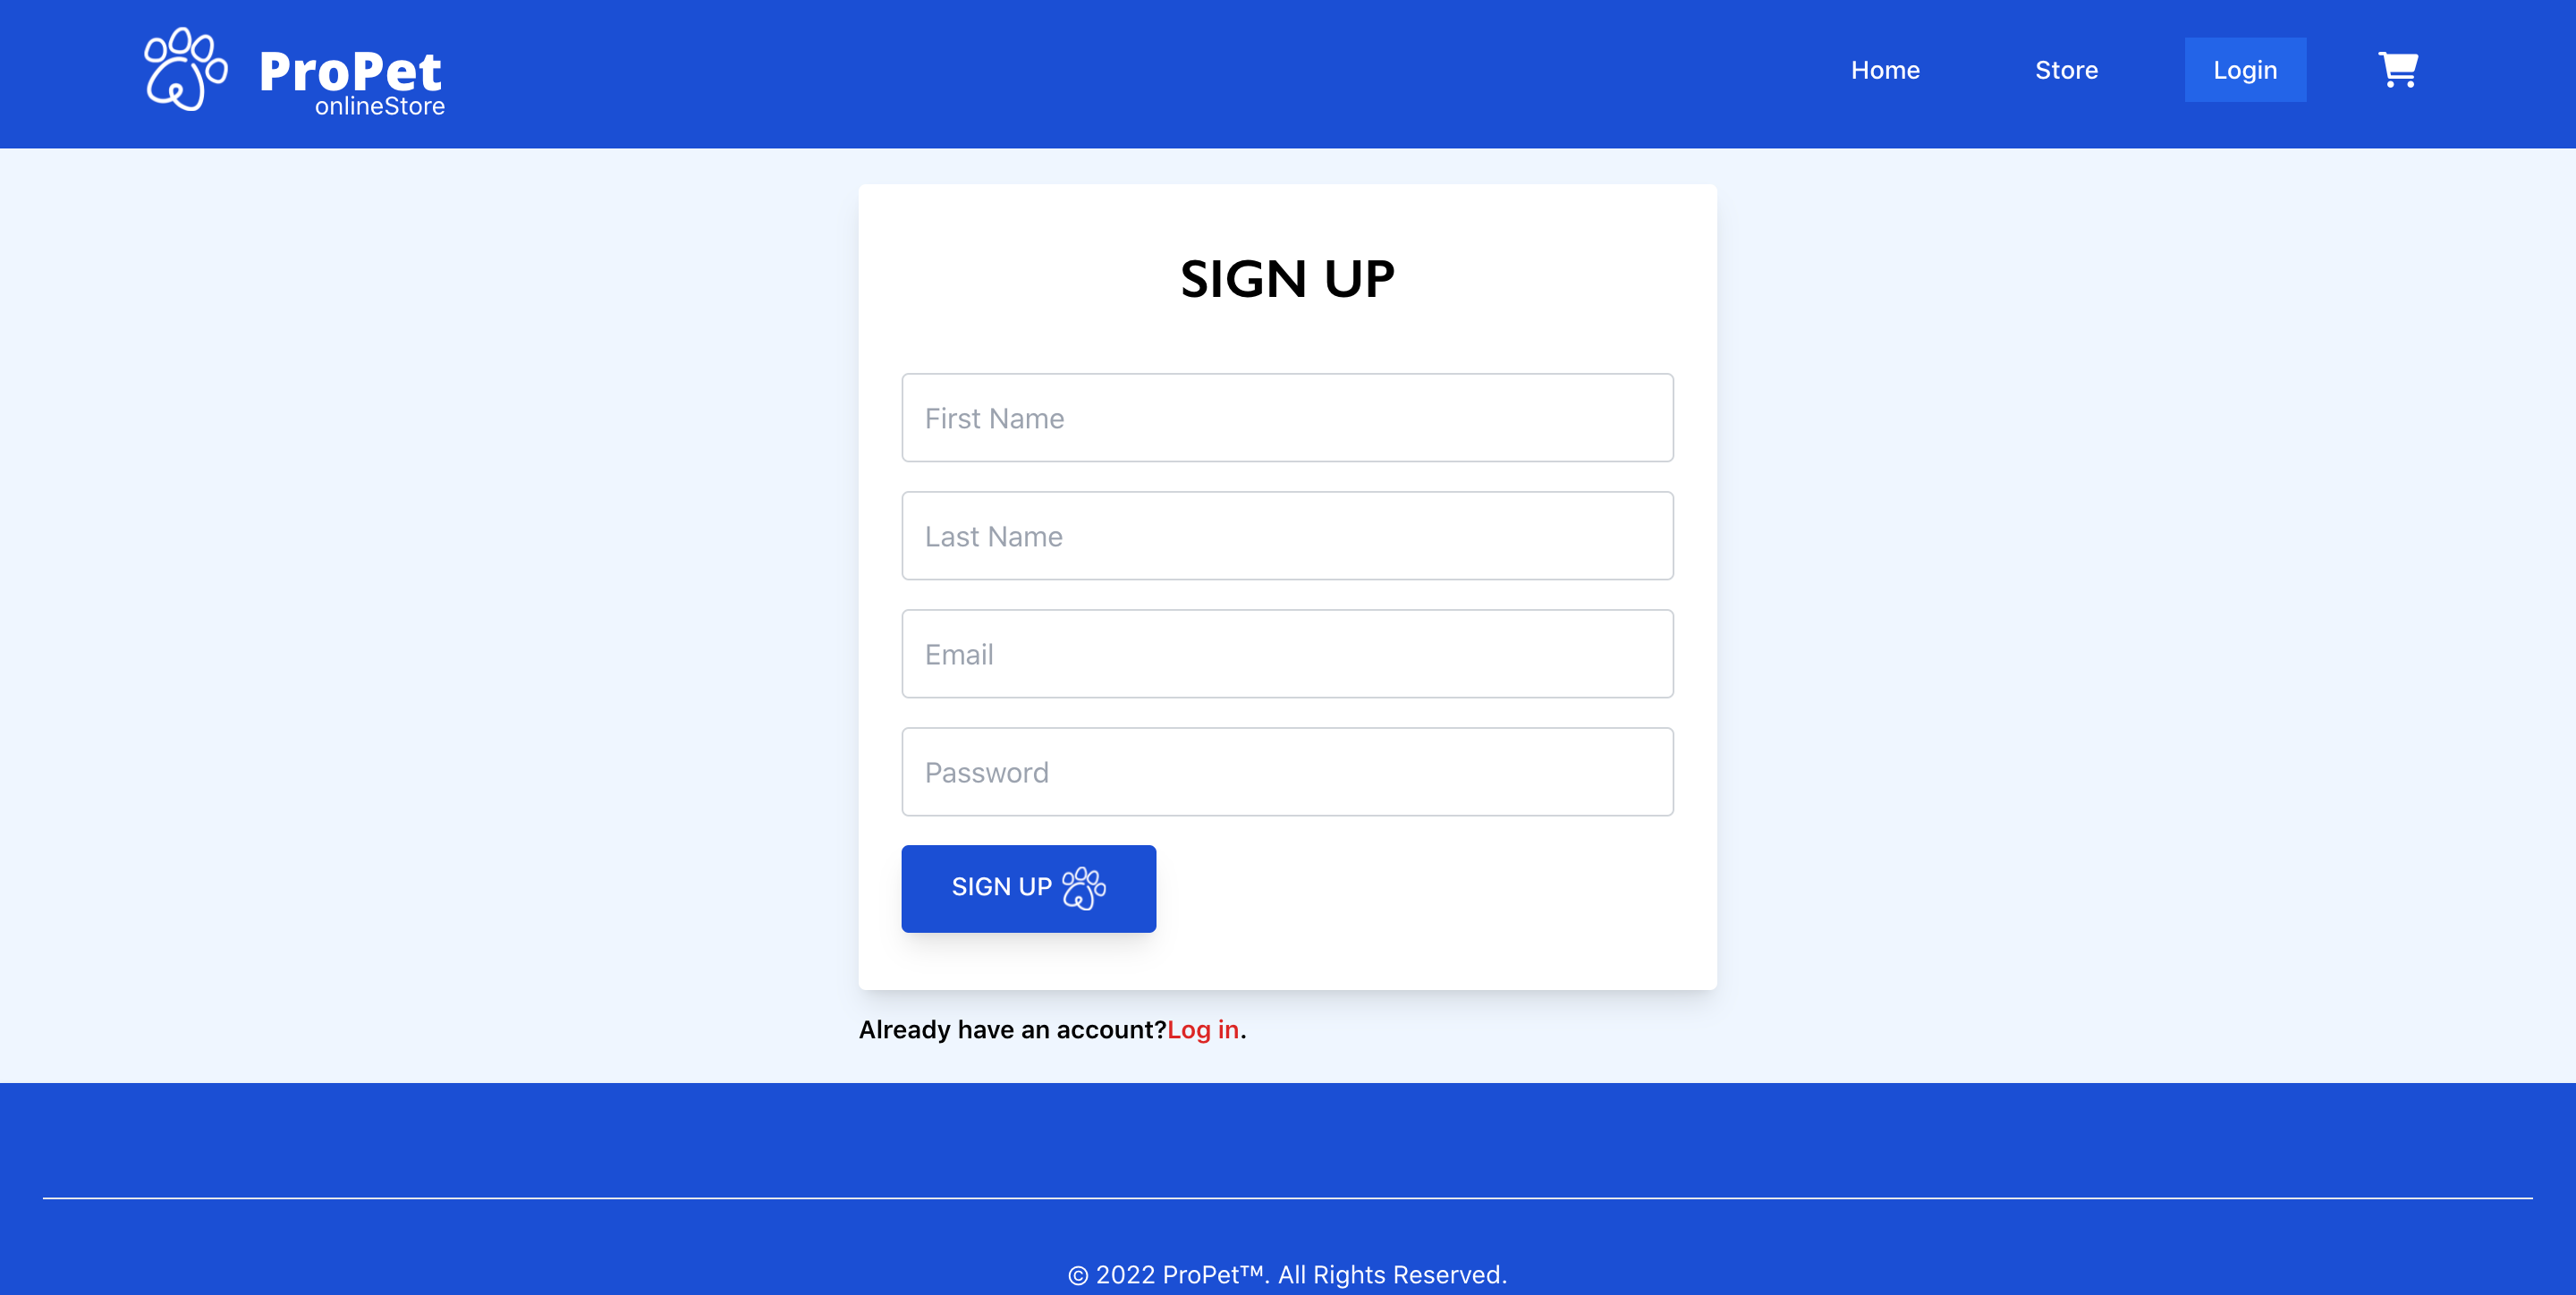 ProPet
onlineStore
Home Store Login
SIGN UP
First Name
Last Name
Email
Password
SIGN UP
Already have an account?Log in.
© 2022 ProPet™. All Rights Reserved.